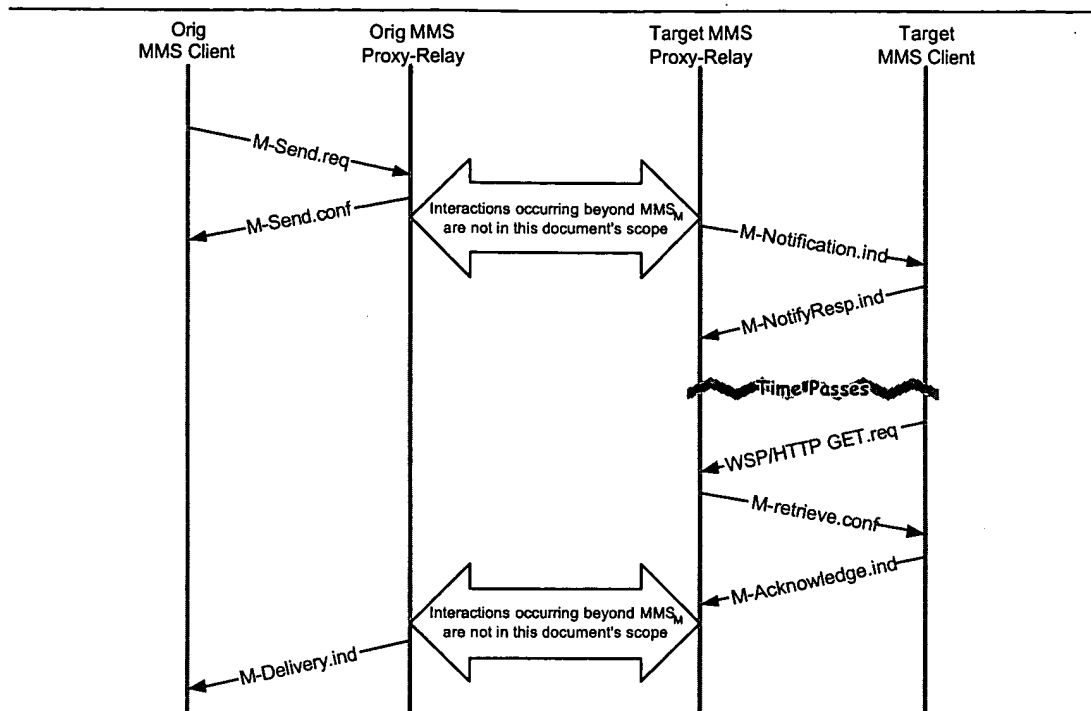 Orig
MMS Client
Orig MMS
Proxy-Relay
Target MMS
Proxy-Relay
Target
MMS Client
M-Send.req
M-Send.conf
Interactions occurring beyond MMSM
are not in this document's scope
M-Notification.ind
M-NotifyResp.ind
Time Passes
WSP/HTTP GET.req
M-retrieve.conf
M-Acknowledge.ind
Interactions occurring beyond MMSM
are not in this document's scope
M-Delivery.ind